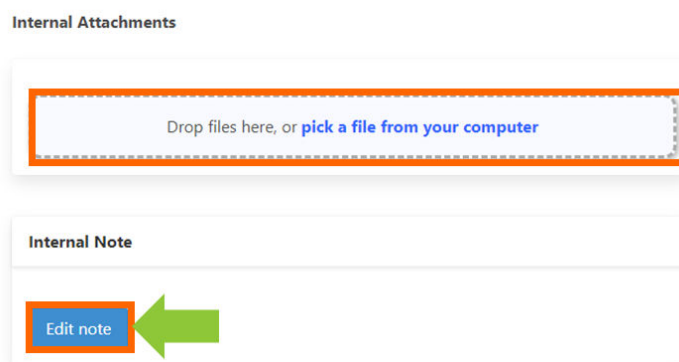 Internal Attachments
Drop files here, or pick a file from your computer
Internal Note
Edit note